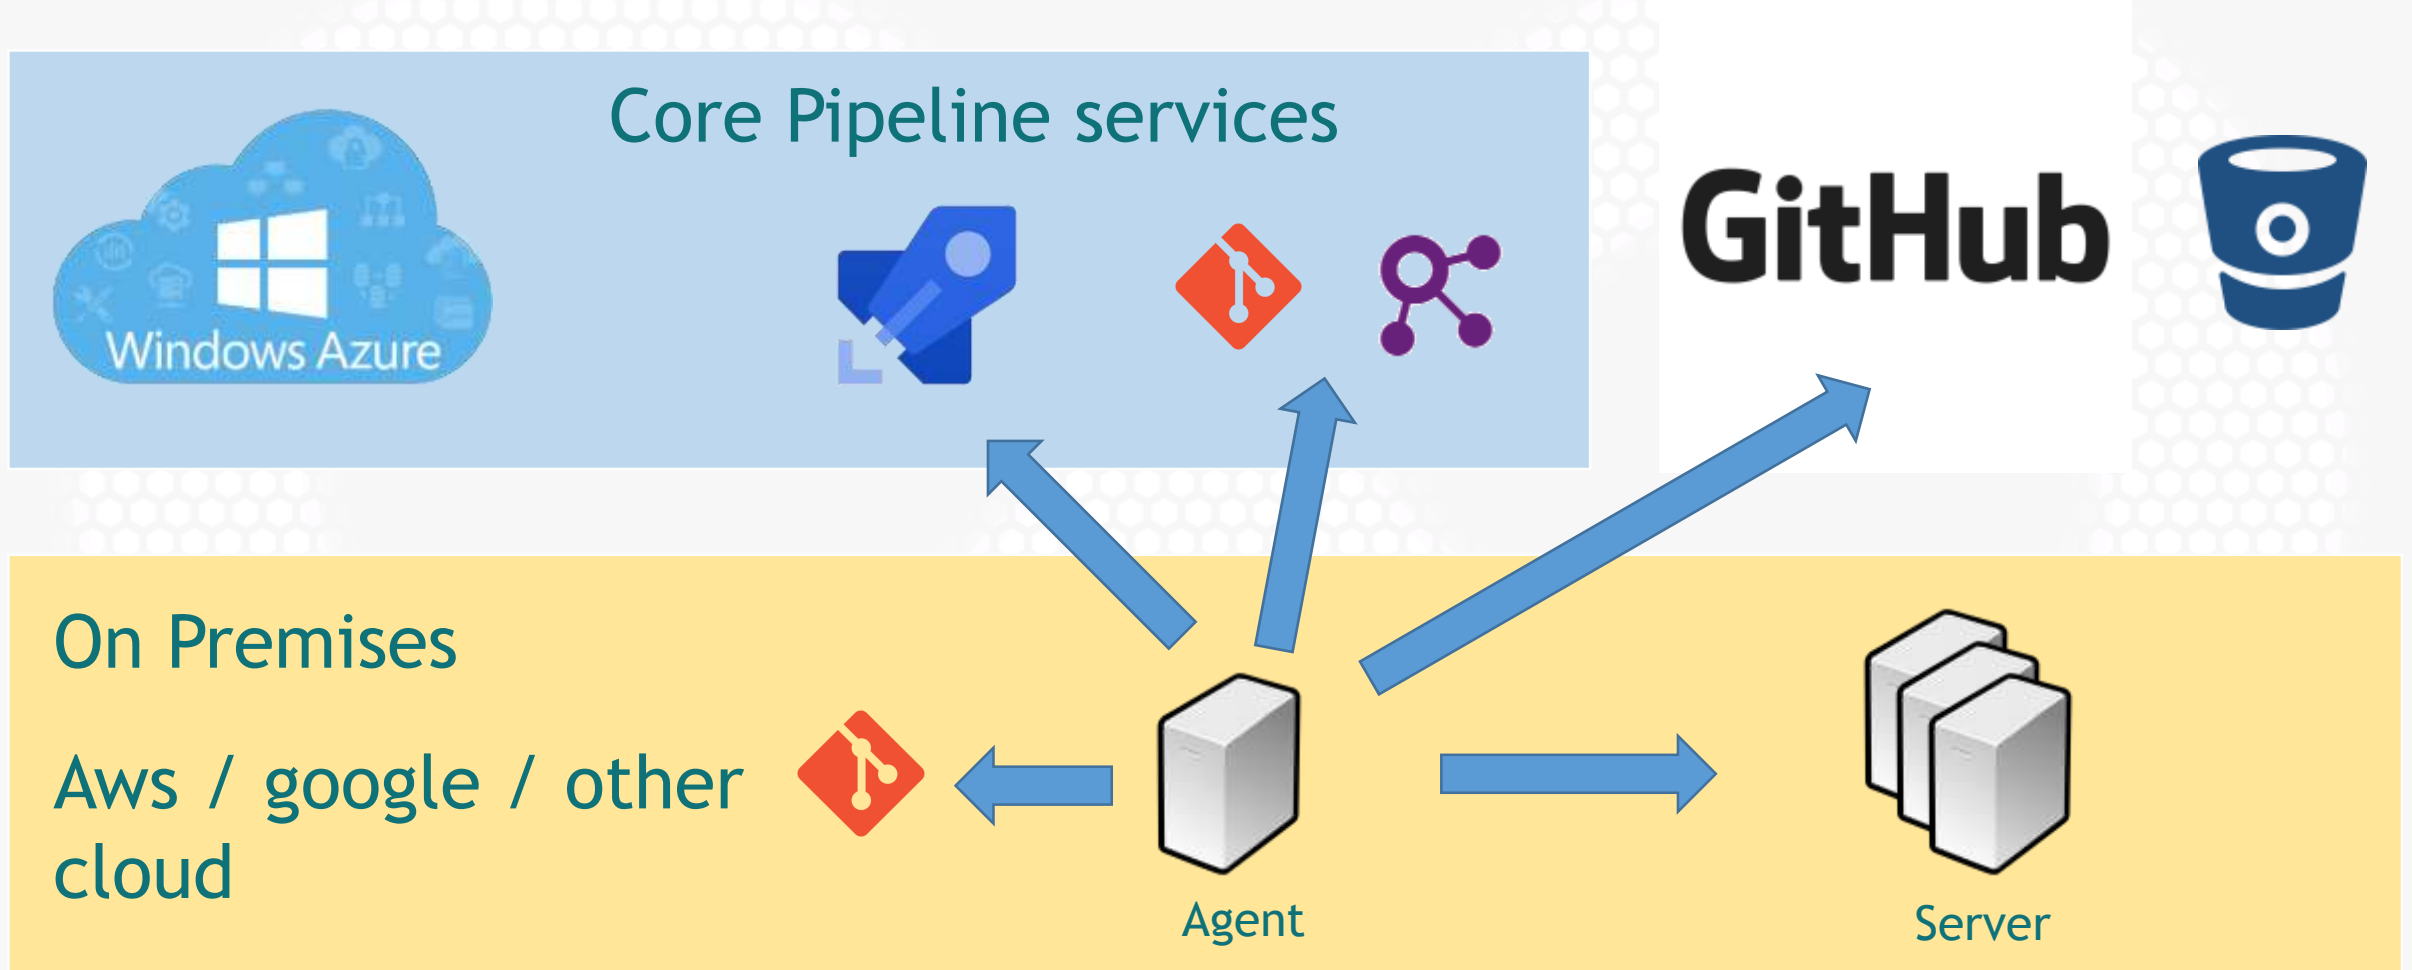 Core Pipeline services
Windows Azure
GitHub
On Premises
Aws / google / other
cloud
Agent
Server